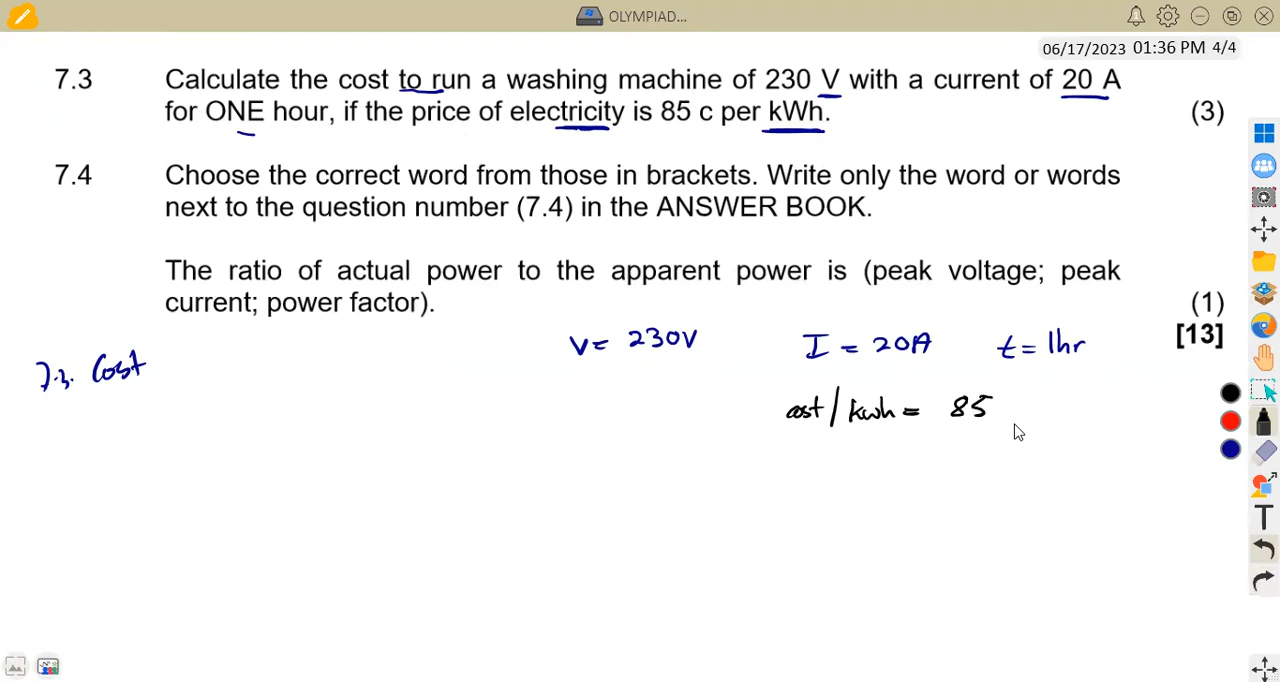 OLYMPIAD...
06/17/2023 01:36 PM 4/4
7.3 Calculate the cost to run a washing machine of 230 V with a current of 20 A
for ONE hour, if the price of electricity is 85 c per kWh. (3)
7.4 Choose the correct word from those in brackets. Write only the word or words
next to the question number (7.4) in the ANSWER BOOK.
The ratio of actual power to the apparent power is (peak voltage; peak
current; power factor). (1)
[13]
V= 230V I = 20A t= 1hr
7.3. Cost
cost/kwh = 85
T